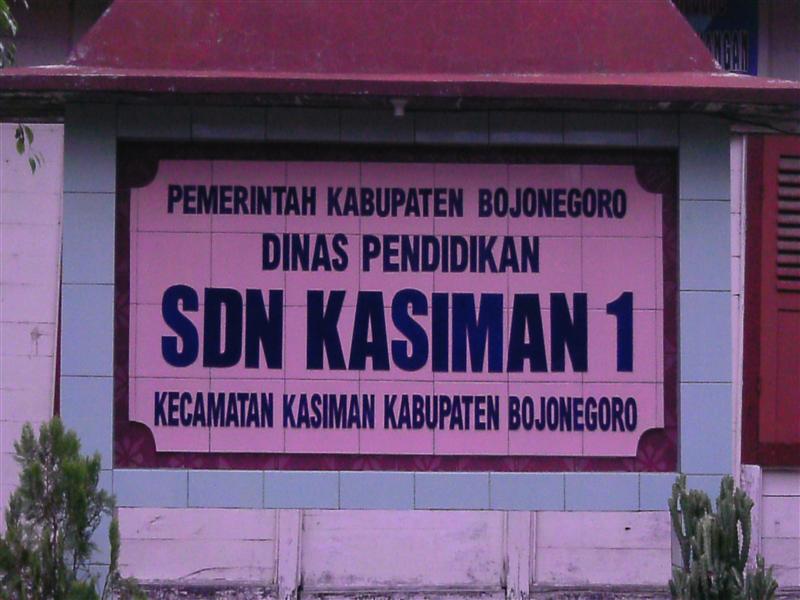 PEMERINTAH KABUPATEN BOJONEGORO
DINAS PENDIDIKAN
SDN KASIMAN 1
KECAMATAN KASIMAN KABUPATEN BOJONEGORO